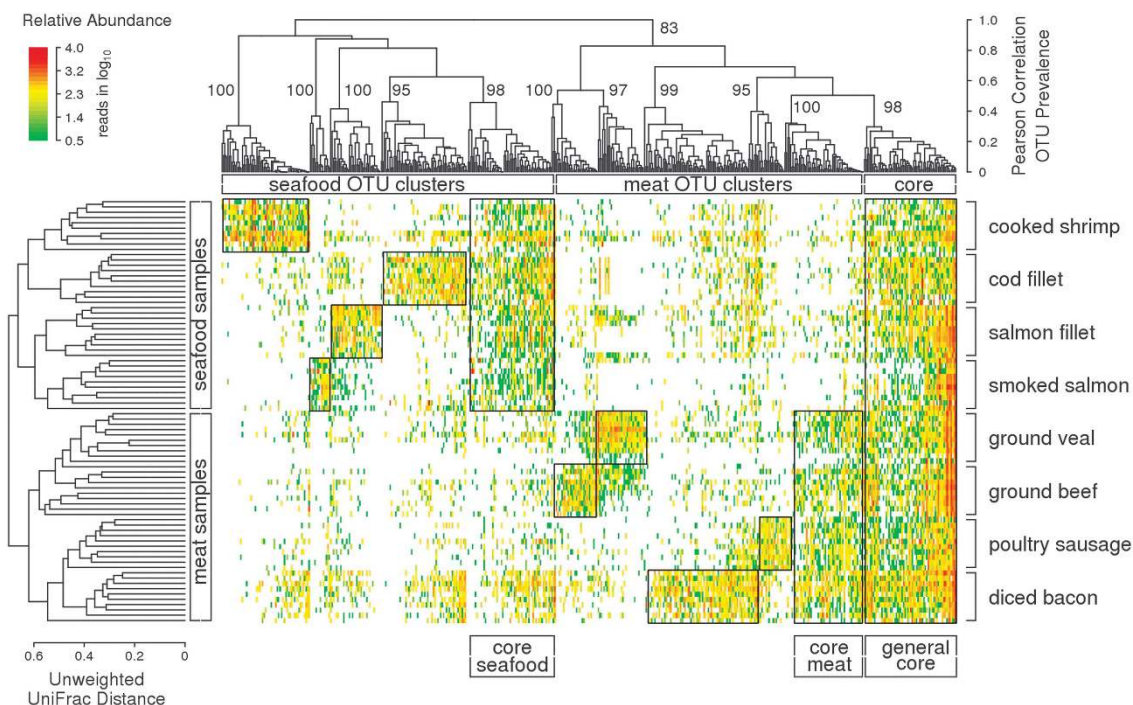 Relative Abundance
4.0
3.2
2.3
1.4
0.5
reads in log10
83
100
100
100
95
98
100
97
99
95
100
98
1.0
0.8
0.6
0.4
0.2
0
Pearson Correlation
OTU Prevalence
seafood OTU clusters
meat OTU clusters
core
seafood samples
meat samples
cooked shrimp
cod fillet
salmon fillet
smoked salmon
ground veal
ground beef
poultry sausage
diced bacon
core
seafood
core
meat
general
core
0.6
0.2
0
Unweighted
UniFrac Distance